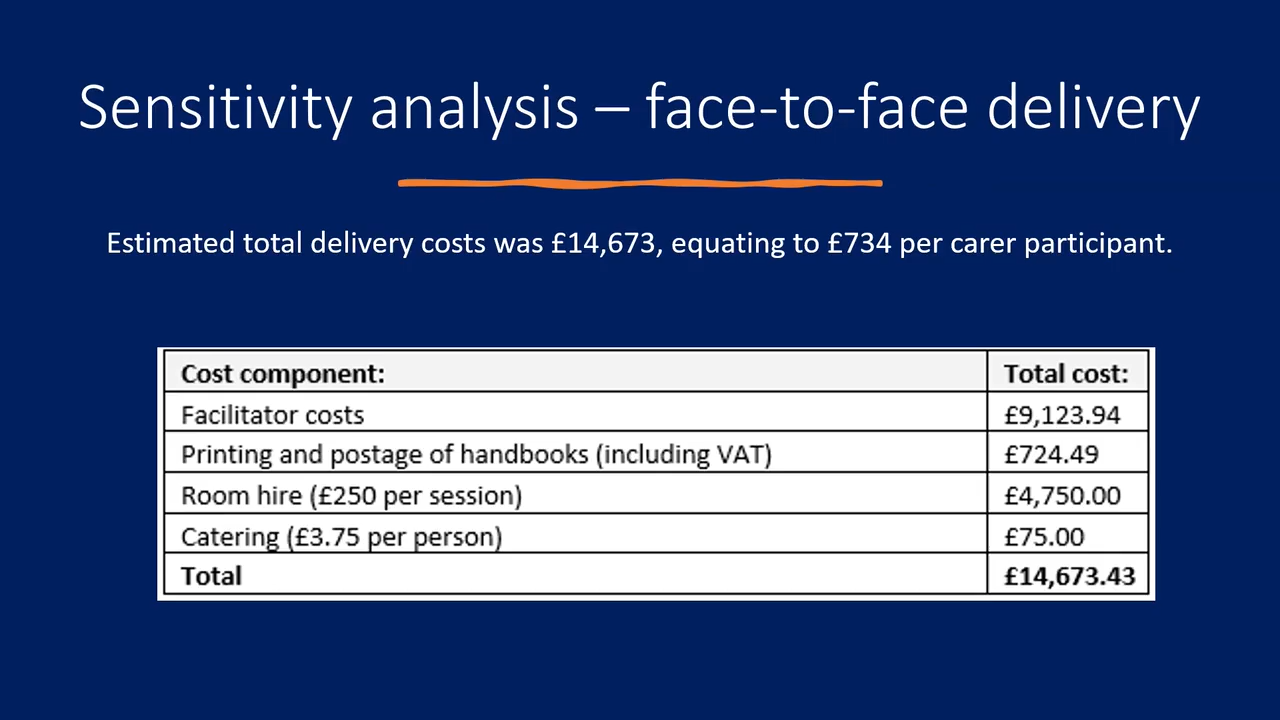 Sensitivity analysis – face-to-face delivery
Estimated total delivery costs was £14,673, equating to £734 per carer participant.
Cost component: Total cost:
Facilitator costs £9,123.94
Printing and postage of handbooks (including VAT) £724.49
Room hire (£250 per session) £4,750.00
Catering (£3.75 per person) £75.00
Total £14,673.43